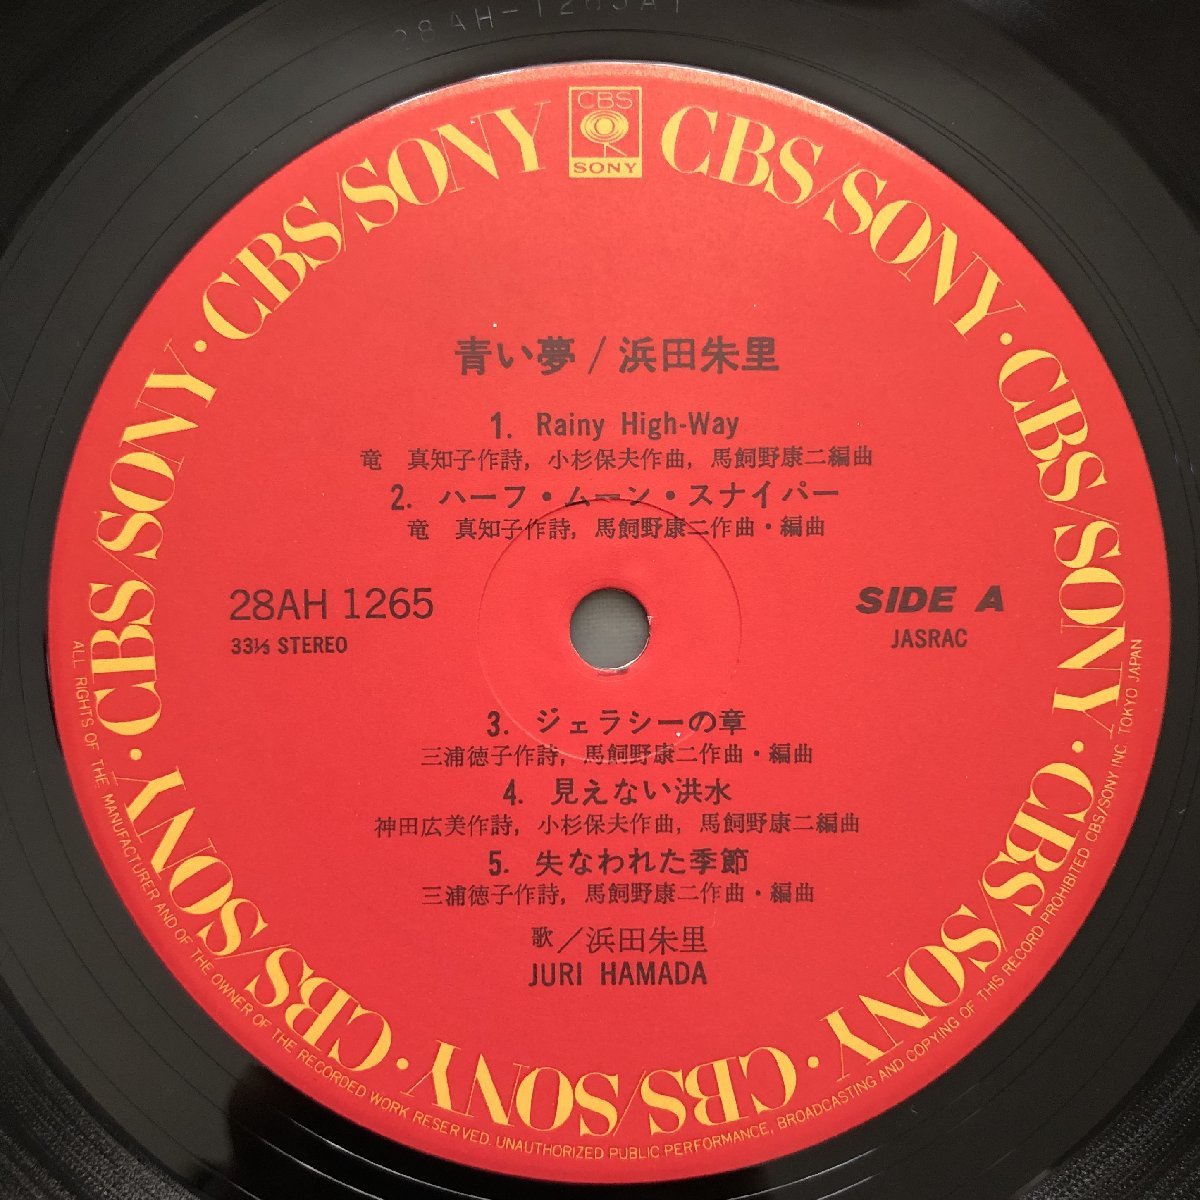 28AH-1265A1
CBS
SONY
CBS/SONY · CBS/SONY · CBS/SONY · CBS/SONY · CBS/SONY · CBS/SONY · CBS/SONY · CBS/SONY
青い夢/浜田朱里
1. Rainy High-Way
竜 真知子作詩, 小杉保夫作曲, 馬飼野康二編曲
2. ハーフ・ムーン・スナイパー
竜 真知子作詩, 馬飼野康二作曲・編曲
28AH 1265
33⅓ STEREO
SIDE A
JASRAC
3. ジェラシーの章
三浦徳子作詩, 馬飼野康二作曲・編曲
4. 見えない洪水
神田広美作詩, 小杉保夫作曲, 馬飼野康二編曲
5. 失なわれた季節
三浦徳子作詩, 馬飼野康二作曲・編曲
歌/浜田朱里
JURI HAMADA
ALL RIGHTS OF THE MANUFACTURER AND OF THE OWNER OF THE RECORDED WORK RESERVED. UNAUTHORIZED PUBLIC PERFORMANCE, BROADCASTING AND COPYING OF THIS RECORD PROHIBITED CBS/SONY INC. TOKYO JAPAN